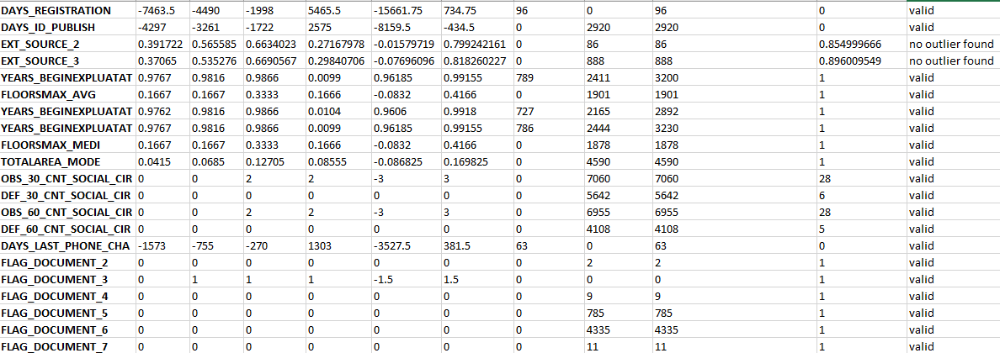 DAYS_REGISTRATION -7463.5 -4490 -1998 5465.5 -15661.75 734.75 96 0 96 0 valid
DAYS_ID_PUBLISH -4297 -3261 -1722 2575 -8159.5 -434.5 0 2920 2920 0 valid
EXT_SOURCE_2 0.391722 0.565585 0.6634023 0.27167978 -0.01579719 0.799242161 0 86 86 0.854999666 no outlier found
EXT_SOURCE_3 0.37065 0.535276 0.6690567 0.29840706 -0.07696096 0.818260227 0 888 888 0.896009549 no outlier found
YEARS_BEGINEXPLUATAT 0.9767 0.9816 0.9866 0.0099 0.96185 0.99155 789 2411 3200 1 valid
FLOORSMAX_AVG 0.1667 0.1667 0.3333 0.1666 -0.0832 0.4166 0 1901 1901 1 valid
YEARS_BEGINEXPLUATAT 0.9762 0.9816 0.9866 0.0104 0.9606 0.9918 727 2165 2892 1 valid
YEARS_BEGINEXPLUATAT 0.9767 0.9816 0.9866 0.0099 0.96185 0.99155 786 2444 3230 1 valid
FLOORSMAX_MEDI 0.1667 0.1667 0.3333 0.1666 -0.0832 0.4166 0 1878 1878 1 valid
TOTALAREA_MODE 0.0415 0.0685 0.12705 0.08555 -0.086825 0.169825 0 4590 4590 1 valid
OBS_30_CNT_SOCIAL_CIR 0 0 2 2 -3 3 0 7060 7060 28 valid
DEF_30_CNT_SOCIAL_CIR 0 0 0 0 0 0 0 5642 5642 6 valid
OBS_60_CNT_SOCIAL_CIR 0 0 2 2 -3 3 0 6955 6955 28 valid
DEF_60_CNT_SOCIAL_CIR 0 0 0 0 0 0 0 4108 4108 5 valid
DAYS_LAST_PHONE_CHA -1573 -755 -270 1303 -3527.5 381.5 63 0 63 0 valid
FLAG_DOCUMENT_2 0 0 0 0 0 0 0 2 2 1 valid
FLAG_DOCUMENT_3 0 1 1 1 -1.5 1.5 0 0 0 1 valid
FLAG_DOCUMENT_4 0 0 0 0 0 0 0 9 9 1 valid
FLAG_DOCUMENT_5 0 0 0 0 0 0 0 785 785 1 valid
FLAG_DOCUMENT_6 0 0 0 0 0 0 0 4335 4335 1 valid
FLAG_DOCUMENT_7 0 0 0 0 0 0 0 11 11 1 valid